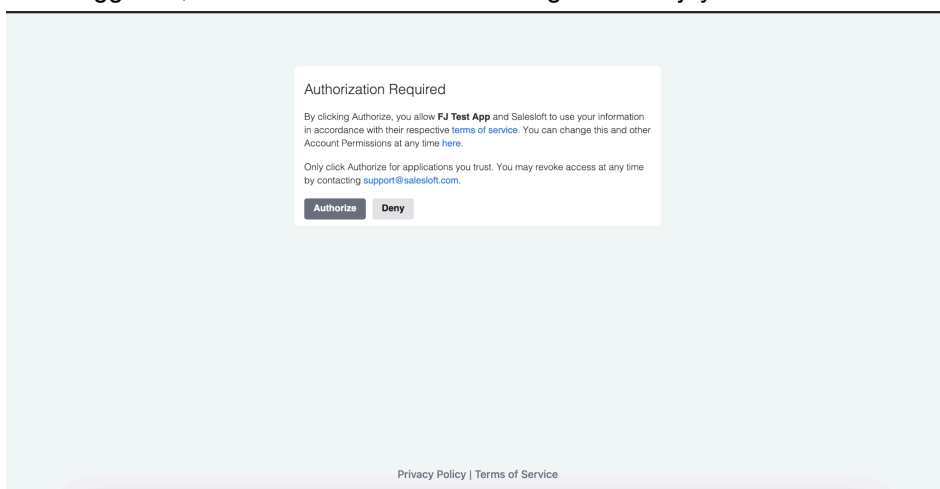 Authorization Required
By clicking Authorize, you allow FJ Test App and Salesloft to use your information
in accordance with their respective terms of service. You can change this and other
Account Permissions at any time here.
Only click Authorize for applications you trust. You may revoke access at any time
by contacting support@salesloft.com.
Authorize Deny
Privacy Policy | Terms of Service